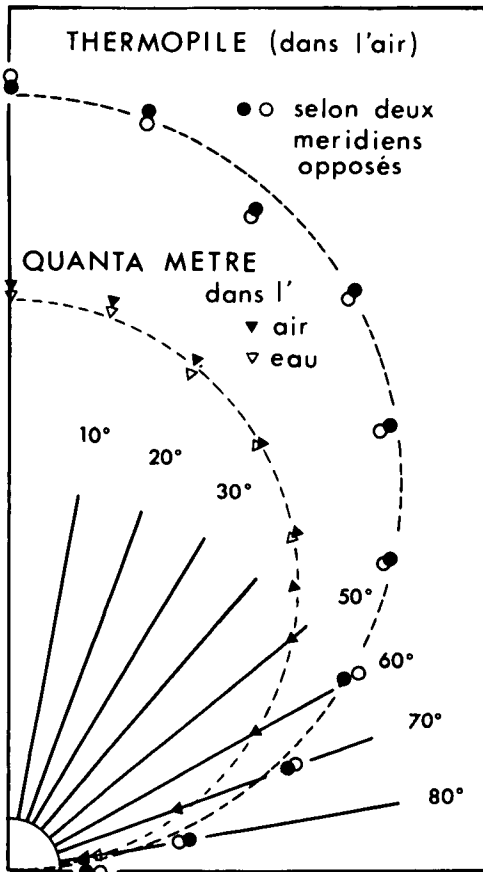 THERMOPILE (dans l'air)
● ○ selon deux
meridiens
opposés
QUANTA METRE
dans l'
▼ air
▽ eau
10°
20°
30°
50°
60°
70°
80°